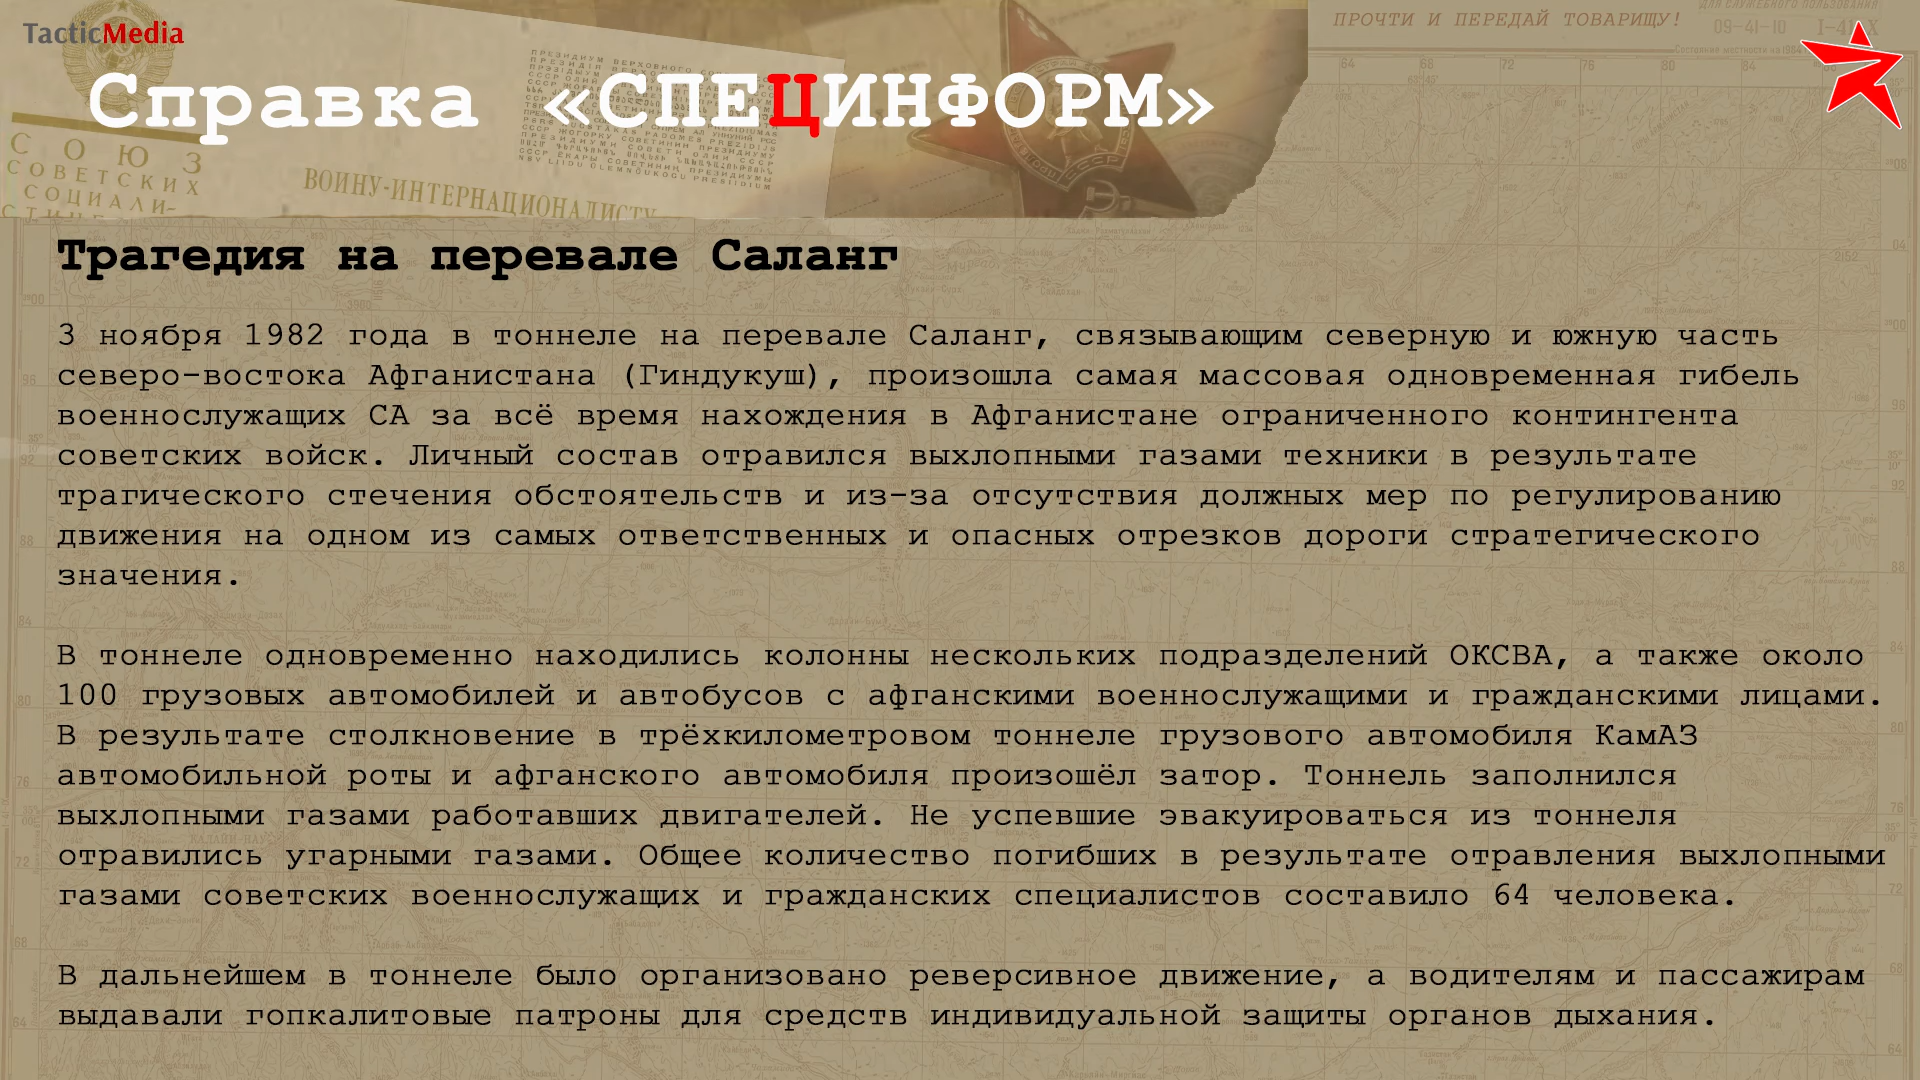 TacticMedia
ПРОЧТИ И ПЕРЕДАЙ ТОВАРИЩУ!
ДЛЯ СЛУЖЕБНОГО ПОЛЬЗОВАНИЯ
09-41-10
Справка «СПЕЦИНФОРМ»
СОЮЗ
СОВЕТСКИХ
СОЦИАЛИ-
ВОИНУ-ИНТЕРНАЦИОНАЛИСТУ
Трагедия на перевале Саланг
3 ноября 1982 года в тоннеле на перевале Саланг, связывающим северную и южную часть
северо-востока Афганистана (Гиндукуш), произошла самая массовая одновременная гибель
военнослужащих СА за всё время нахождения в Афганистане ограниченного контингента
советских войск. Личный состав отравился выхлопными газами техники в результате
трагического стечения обстоятельств и из-за отсутствия должных мер по регулированию
движения на одном из самых ответственных и опасных отрезков дороги стратегического
значения.
В тоннеле одновременно находились колонны нескольких подразделений ОКСВА, а также около
100 грузовых автомобилей и автобусов с афганскими военнослужащими и гражданскими лицами.
В результате столкновение в трёхкилометровом тоннеле грузового автомобиля КамАЗ
автомобильной роты и афганского автомобиля произошёл затор. Тоннель заполнился
выхлопными газами работавших двигателей. Не успевшие эвакуироваться из тоннеля
отравились угарными газами. Общее количество погибших в результате отравления выхлопными
газами советских военнослужащих и гражданских специалистов составило 64 человека.
В дальнейшем в тоннеле было организовано реверсивное движение, а водителям и пассажирам
выдавали гопкалитовые патроны для средств индивидуальной защиты органов дыхания.